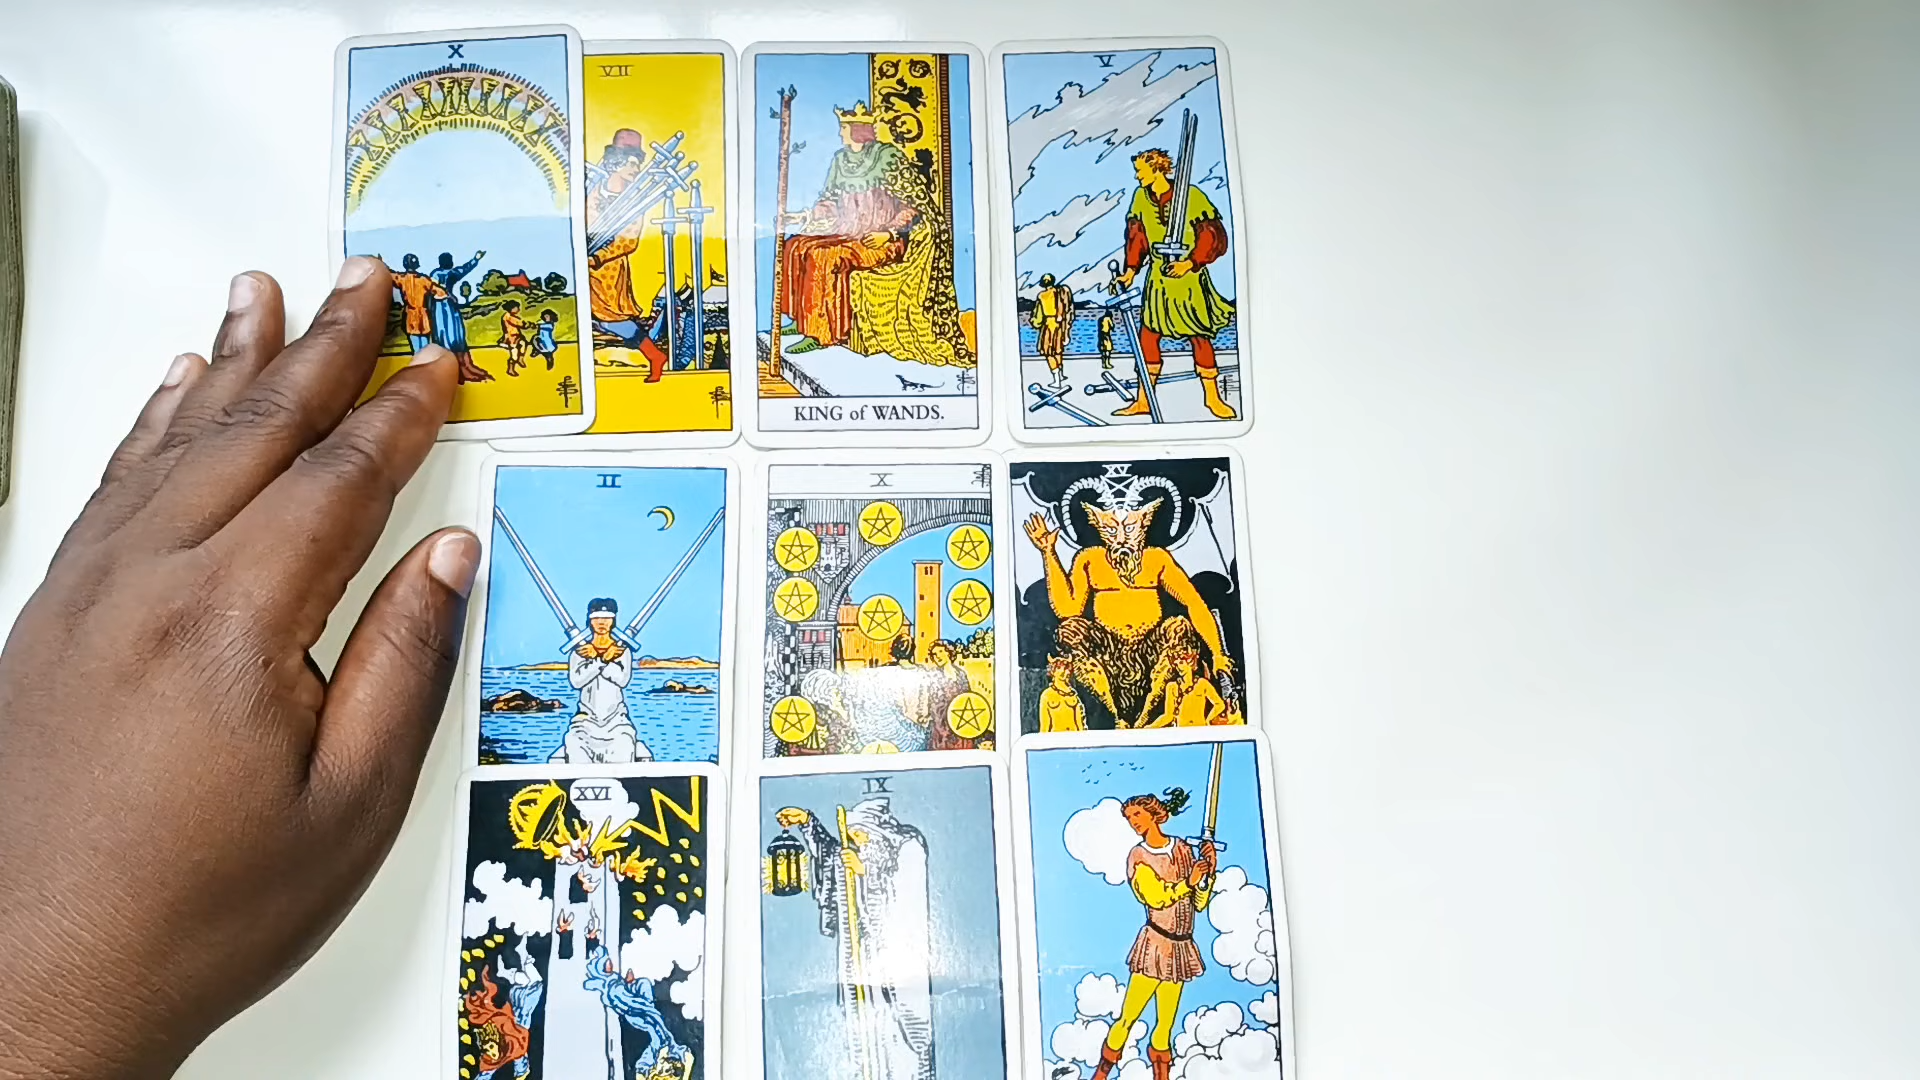 X
VII
V
KING of WANDS.
II
X
XV
XVI
IX